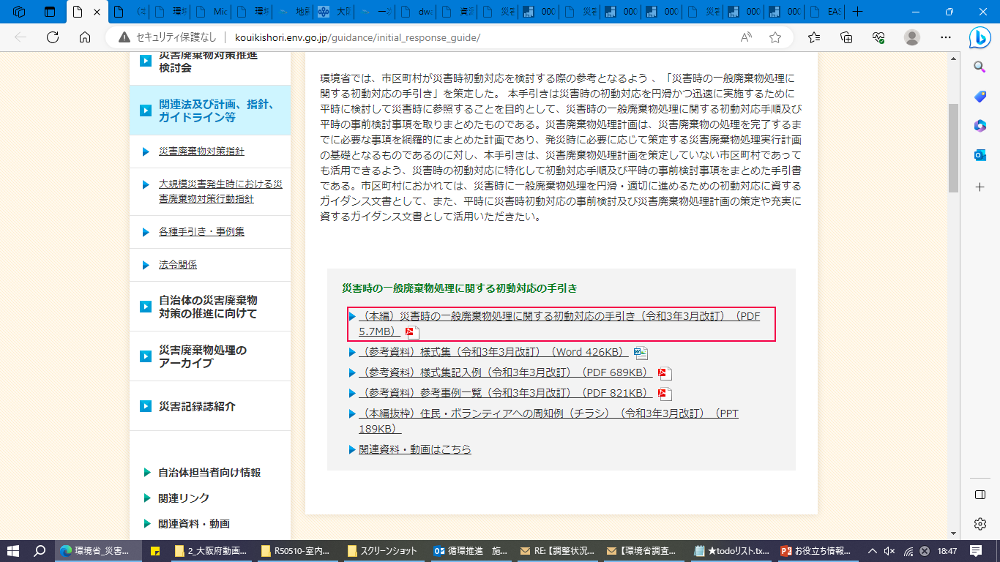 （ネ
環境
Mic
環境
地震
大阪
一次
dwa
資源
災害
000
災害
000
000
災害
000
000
EAS
セキュリティ保護なし
kouikishori.env.go.jp/guidance/initial_response_guide/
災害廃棄物対策推進
検討会
関連法及び計画、指針、
ガイドライン等
災害廃棄物対策指針
大規模災害発生時における災
害廃棄物対策行動指針
各種手引き・事例集
法令関係
自治体の災害廃棄物
対策の推進に向けて
災害廃棄物処理の
アーカイブ
災害記録誌紹介
自治体担当者向け情報
関連リンク
関連資料・動画
環境省では、市区町村が災害時初動対応を検討する際の参考となるよう 、「災害時の一般廃棄物処理に
関する初動対応の手引き」を策定した。 本手引きは災害時の初動対応を円滑かつ迅速に実施するために
平時に検討して災害時に参照することを目的として、災害時の一般廃棄物処理に関する初動対応手順及び
平時の事前検討事項を取りまとめたものである。災害廃棄物処理計画は、災害廃棄物の処理を完了するま
でに必要な事項を網羅的にまとめた計画であり、発災時に必要に応じて策定する災害廃棄物処理実行計画
の基礎となるものであるのに対し、本手引きは、災害廃棄物処理計画を策定していない市区町村であって
も活用できるよう、災害時の初動対応に特化して初動対応手順及び平時の事前検討事項をまとめた手引書
である。市区町村におかれては、災害時に一般廃棄物処理を円滑・適切に進めるための初動対応に資する
ガイダンス文書として、また、平時に災害時初動対応の事前検討及び災害廃棄物処理計画の策定や充実に
資するガイダンス文書として活用いただきたい。
災害時の一般廃棄物処理に関する初動対応の手引き
（本編）災害時の一般廃棄物処理に関する初動対応の手引き（令和3年3月改訂）（PDF
5.7MB）
（参考資料）様式集（令和3年3月改訂）（Word 426KB）
（参考資料）様式集記入例（令和3年3月改訂）（PDF 689KB）
（参考資料）参考事例一覧（令和3年3月改訂）（PDF 821KB）
（本編抜粋）住民・ボランティアへの周知例（チラシ）（令和3年3月改訂）（PPT
189KB）
関連資料・動画はこちら
環境省_災害...
2_大阪府動画...
R50510-室内...
スクリーンショット
循環推進　施...
RE:【調整状況...
【環境省調査...
★todoリスト.tx...
お役立ち情報...
18:47